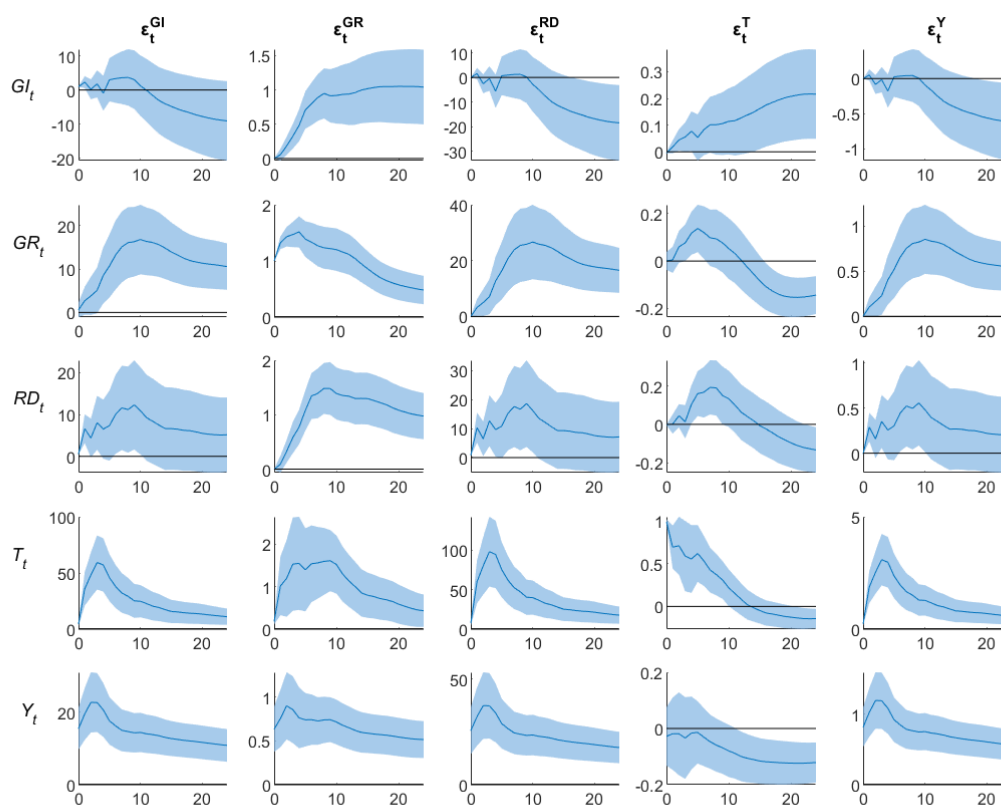 ε_t^GI ε_t^GR ε_t^RD ε_t^T ε_t^Y
GI_t
10 0 -10 -20 0 10 20
1.5 1 0.5 0 0 10 20
10 0 -10 -20 -30 0 10 20
0.3 0.2 0.1 0 0 10 20
0 -0.5 -1 0 10 20
GR_t
20 10 0 0 10 20
2 1 0 0 10 20
40 20 0 0 10 20
0.2 0 -0.2 0 10 20
1 0.5 0 0 10 20
RD_t
20 10 0 0 10 20
2 1 0 0 10 20
30 20 10 0 0 10 20
0.2 0 -0.2 0 10 20
1 0.5 0 0 10 20
T_t
100 50 0 0 10 20
2 1 0 0 10 20
100 50 0 0 10 20
1 0.5 0 0 10 20
5 0 0 10 20
Y_t
20 0 0 10 20
1 0.5 0 0 10 20
50 0 0 10 20
0.2 0 -0.2 0 10 20
1 0 0 10 20